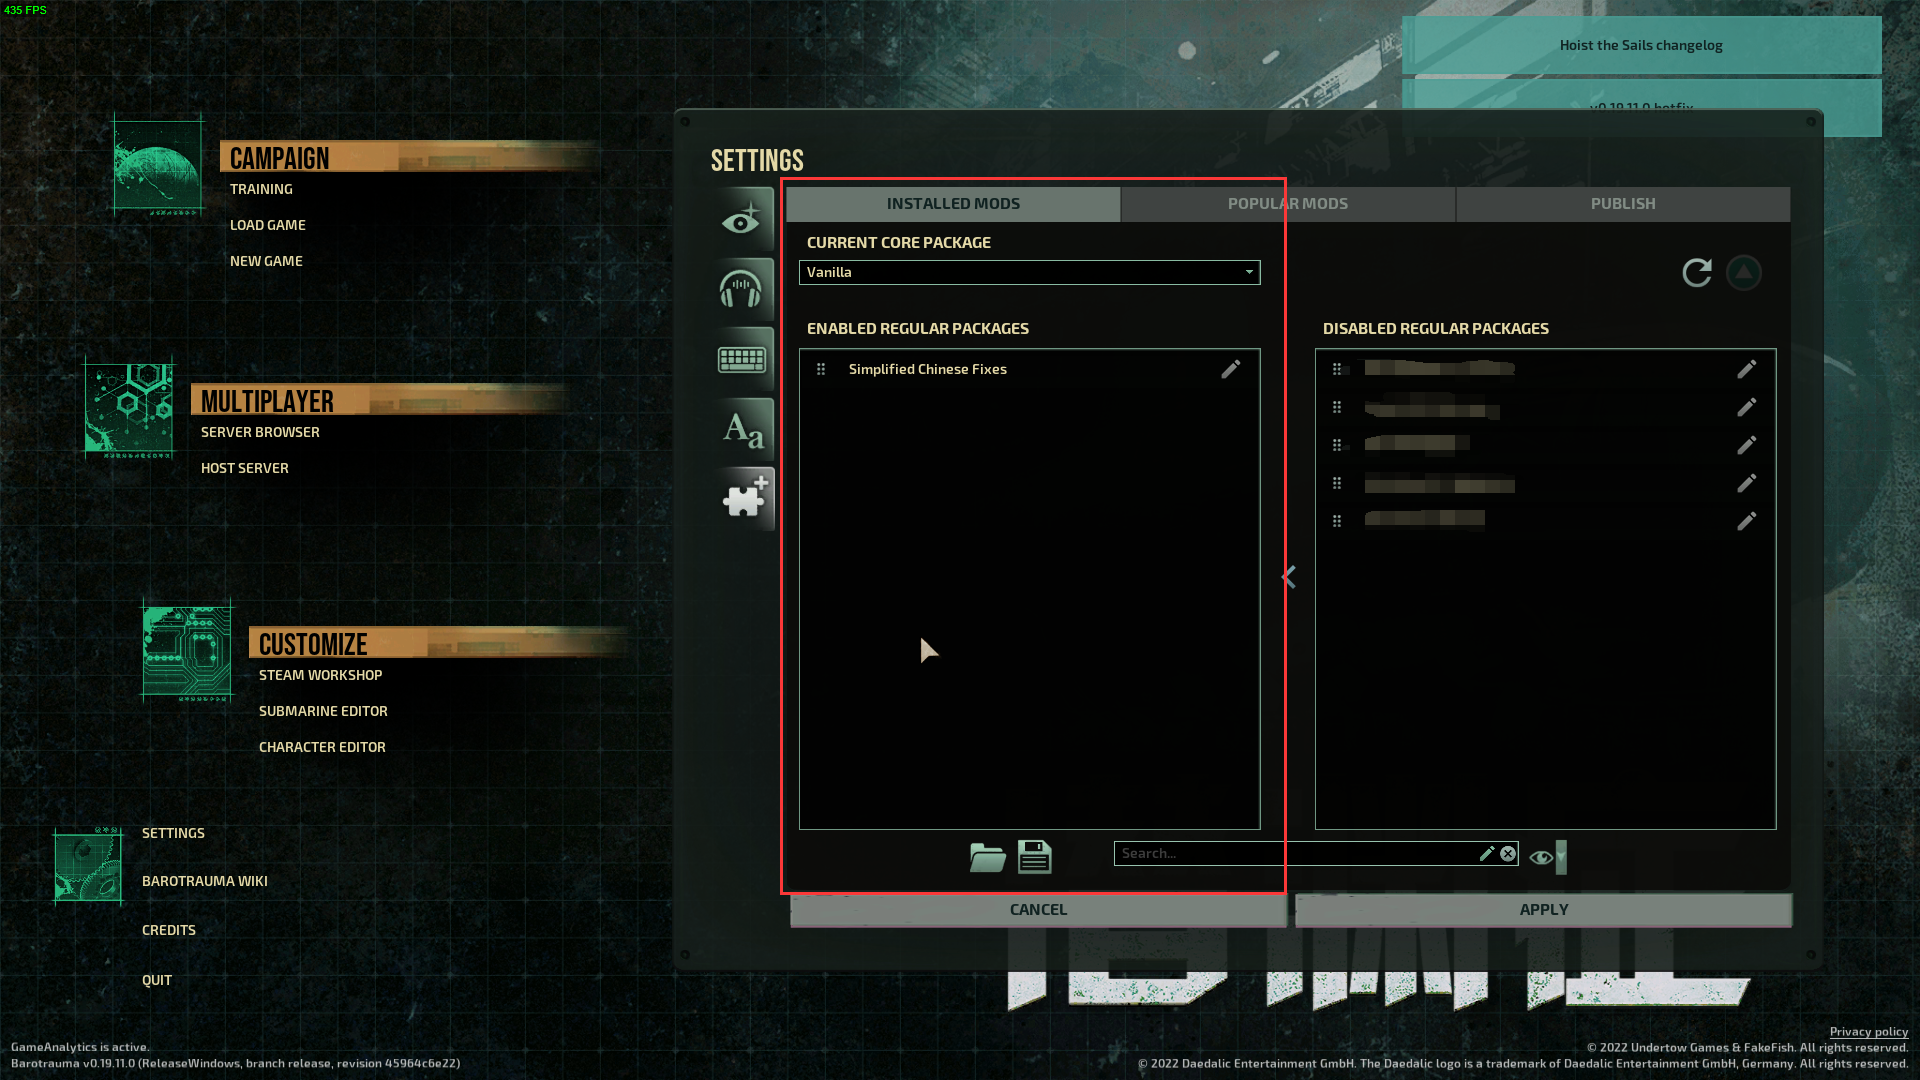 435 FPS
Hoist the Sails changelog
v0.19.11.0 hotfix
CAMPAIGN
TRAINING
LOAD GAME
NEW GAME
MULTIPLAYER
SERVER BROWSER
HOST SERVER
CUSTOMIZE
STEAM WORKSHOP
SUBMARINE EDITOR
CHARACTER EDITOR
SETTINGS
BAROTRAUMA WIKI
CREDITS
QUIT
SETTINGS
INSTALLED MODS
POPULAR MODS
PUBLISH
CURRENT CORE PACKAGE
Vanilla
ENABLED REGULAR PACKAGES
DISABLED REGULAR PACKAGES
Simplified Chinese Fixes
Aa
Search...
CANCEL
APPLY
Privacy policy
GameAnalytics is active.
Barotrauma v0.19.11.0 (ReleaseWindows, branch release, revision 45964c6e22)
© 2022 Undertow Games & FakeFish. All rights reserved.
© 2022 Daedalic Entertainment GmbH. The Daedalic logo is a trademark of Daedalic Entertainment GmbH, Germany. All rights reserved.